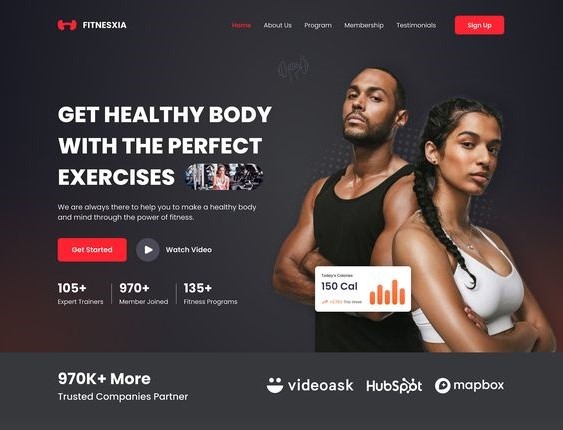 FITNESXIA
Home About Us Program Membership Testimonials Sign Up
GET HEALTHY BODY
WITH THE PERFECT
EXERCISES
We are always there to help you to make a healthy body
and mind through the power of fitness.
Get Started Watch Video
105+ 970+ 135+
Expert Trainers Member Joined Fitness Programs
Today's Calories
150 Cal
This Week
970K+ More
Trusted Companies Partner
videoask HubSpot mapbox